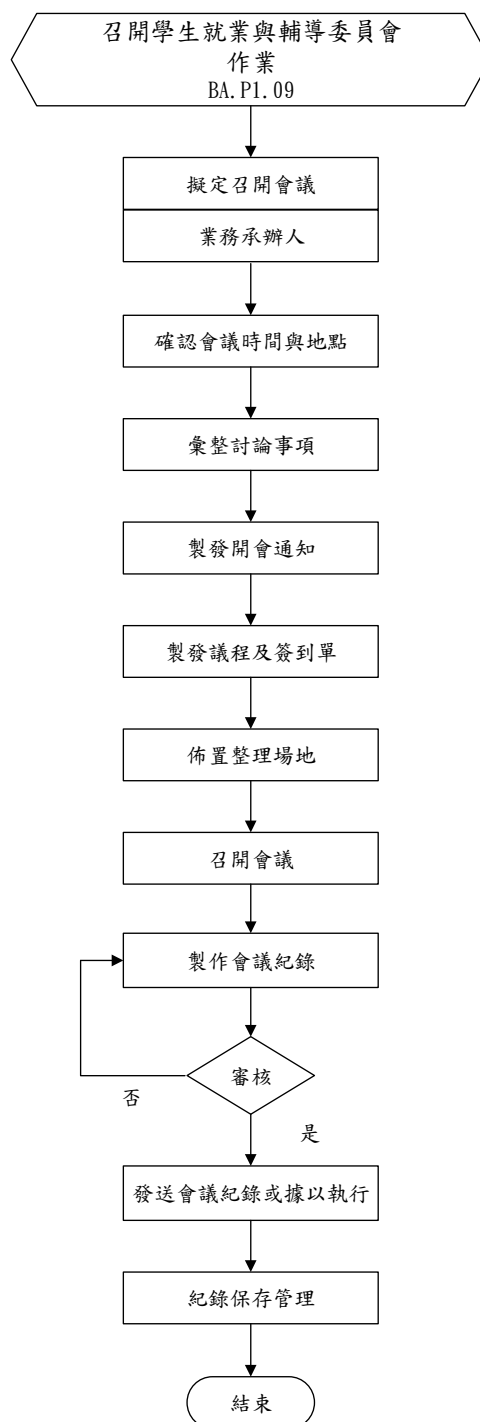 召開學生就業與輔導委員會
作業
BA.P1.09
擬定召開會議
業務承辦人
確認會議時間與地點
彙整討論事項
製發開會通知
製發議程及簽到單
佈置整理場地
召開會議
製作會議紀錄
審核
否
是
發送會議紀錄或據以執行
紀錄保存管理
結束